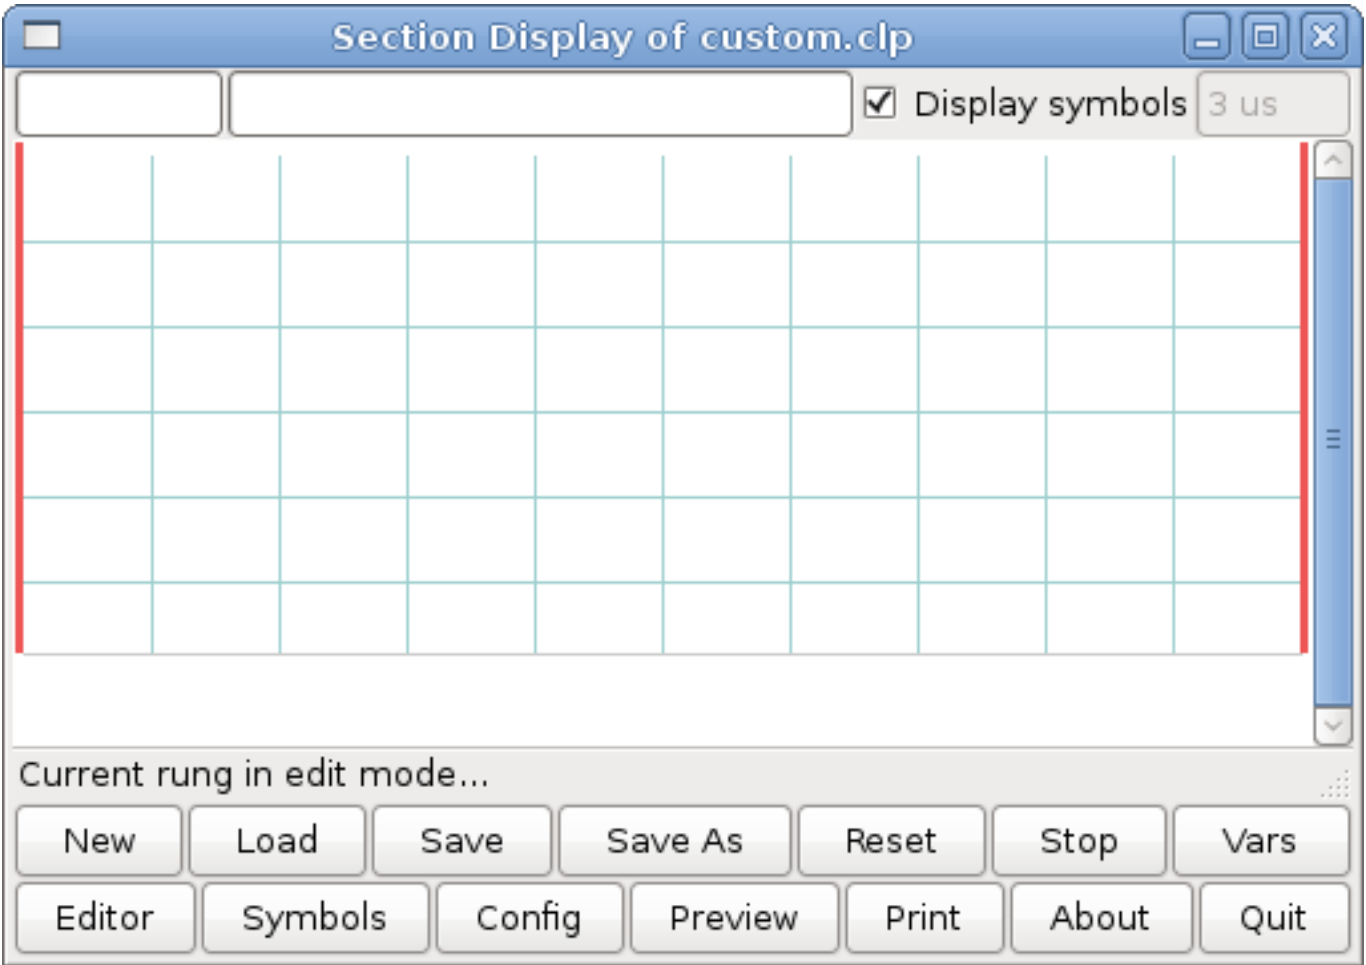 Section Display of custom.clp
Display symbols 3 us
Current rung in edit mode...
New Load Save Save As Reset Stop Vars
Editor Symbols Config Preview Print About Quit